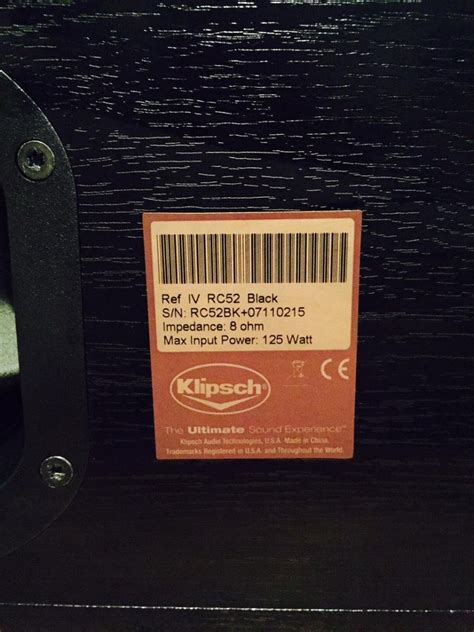 Ref IV RC52 Black
S/N: RC52BK+07110215
Impedance: 8 ohm
Max Input Power: 125 Watt
Klipsch®
CE
The Ultimate Sound Experience™
Klipsch Audio Technologies, U.S.A. Made in China.
Trademarks Registered in U.S.A. and Throughout the World.